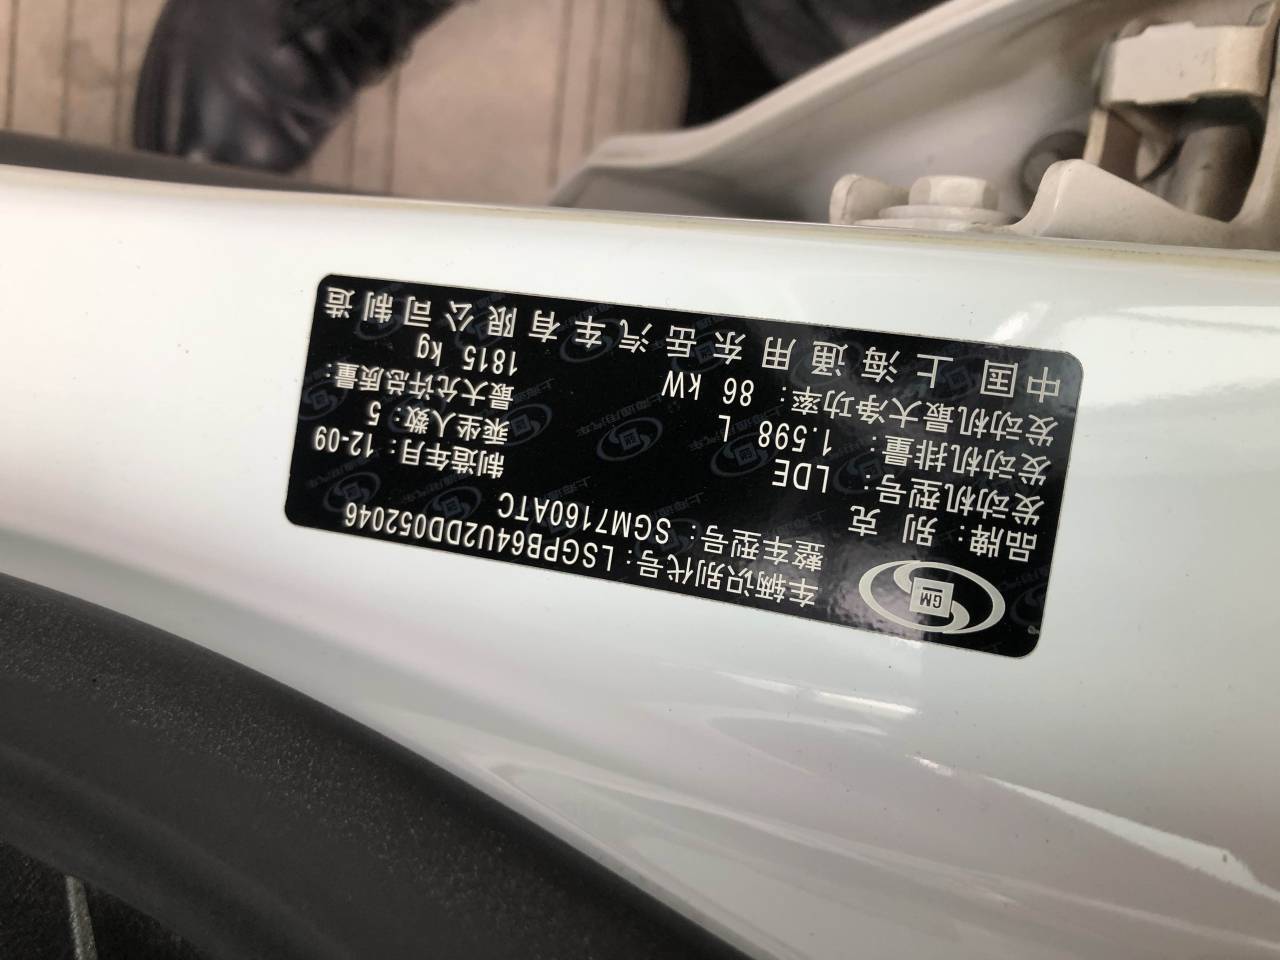 车辆识别代号:LSGPB64U2DD052046
GM 整车型号:SGM7160ATC
品牌:别 克
发动机型号:LDE 制造年月:12-09
发动机排量:1.598 L 乘坐人数:5
发动机最大净功率:86 kW 最大允许总质量:1815 kg
中国上海通用东岳汽车有限公司制造